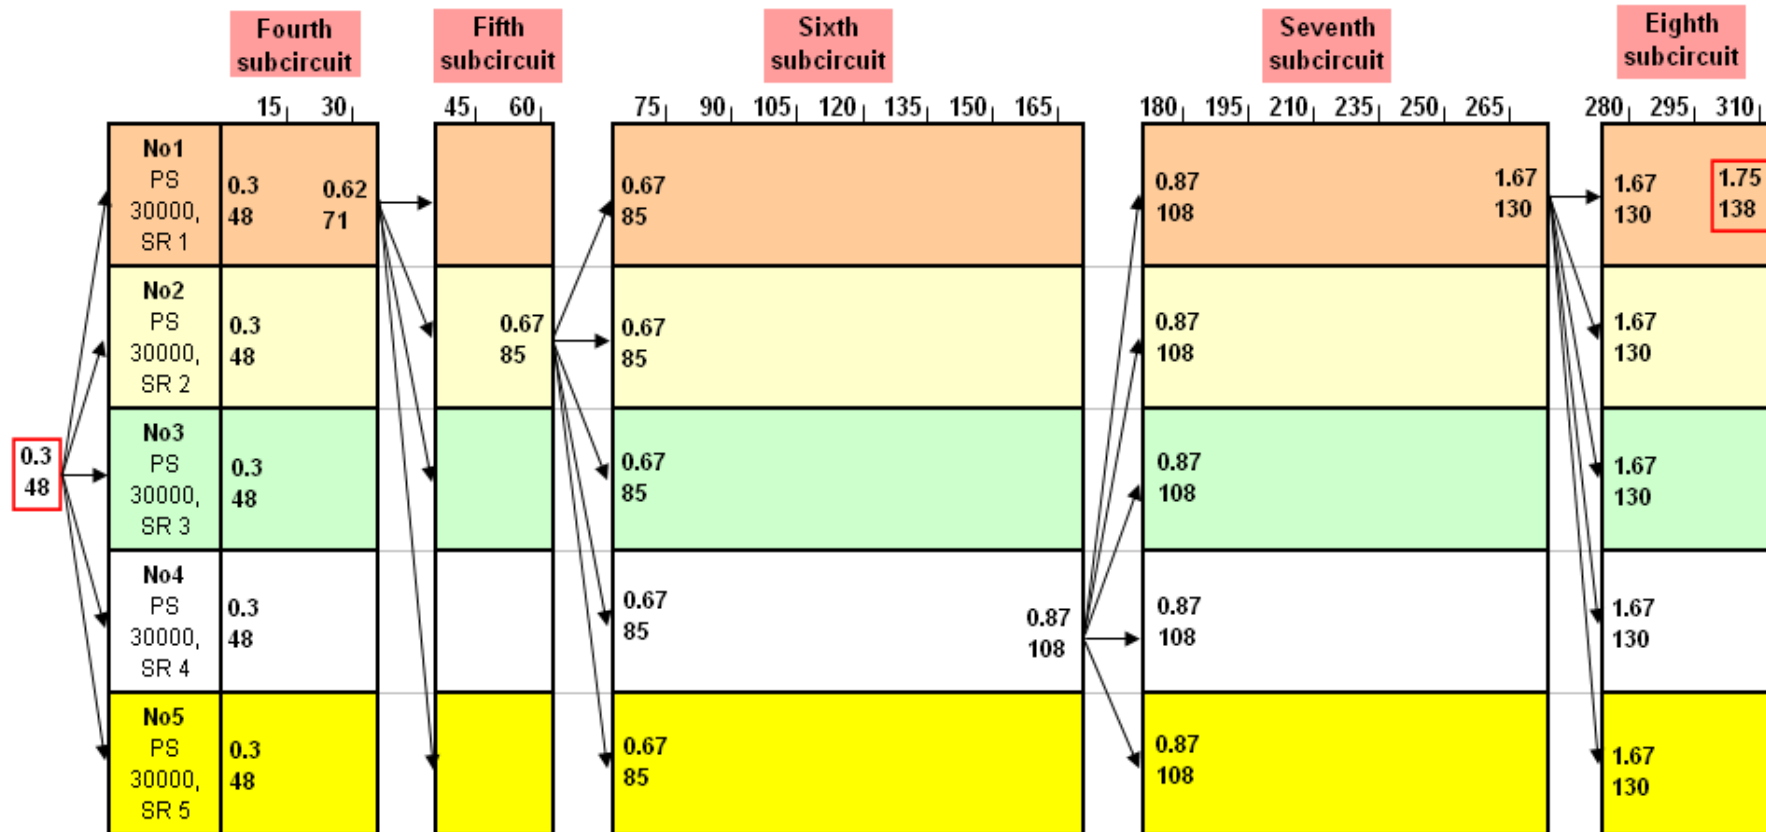 Fourth
subcircuit
Fifth
subcircuit
Sixth
subcircuit
Seventh
subcircuit
Eighth
subcircuit
15 30 45 60 75 90 105 120 135 150 165 180 195 210 235 250 265 280 295 310
No1
PS
30000,
SR 1
0.3
48
0.62
71
0.67
85
0.87
108
1.67
130
1.67
130
1.75
138
No2
PS
30000,
SR 2
0.3
48
0.67
85
0.67
85
0.87
108
1.67
130
0.3
48
No3
PS
30000,
SR 3
0.3
48
0.67
85
0.87
108
1.67
130
No4
PS
30000,
SR 4
0.3
48
0.67
85
0.87
108
0.87
108
1.67
130
No5
PS
30000,
SR 5
0.3
48
0.67
85
0.87
108
1.67
130